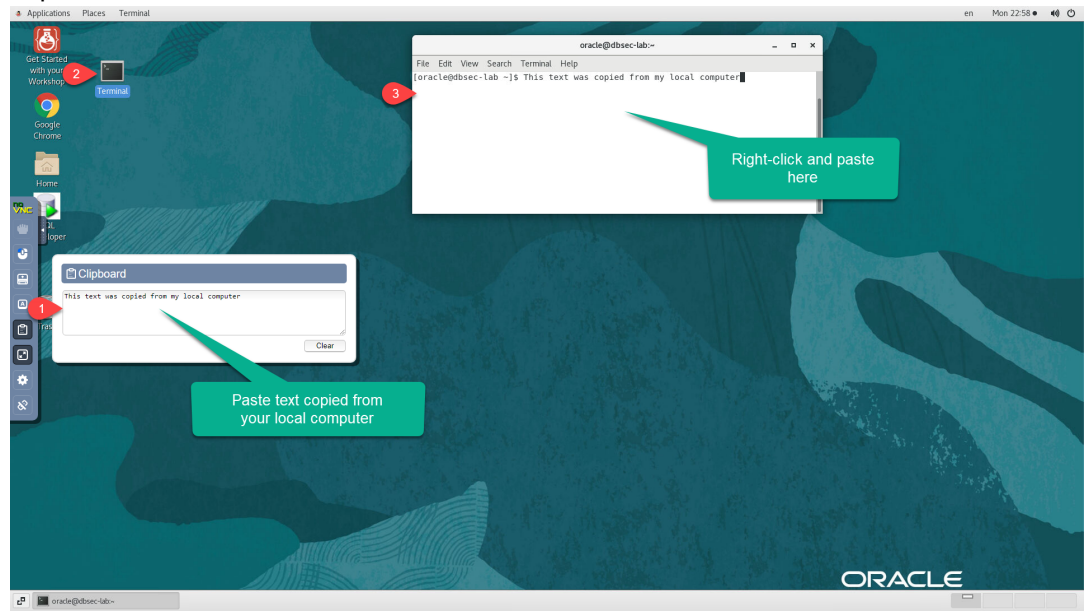 Applications Places Terminal
en Mon 22:58
Get Started
with your
Workshop
2
Terminal
Google
Chrome
Home
oracle@dbsec-lab:~
File Edit View Search Terminal Help
[oracle@dbsec-lab ~]$ This text was copied from my local computer
3
Right-click and paste
here
noVNC
loper
Clipboard
This text was copied from my local computer
1
Clear
A
Paste text copied from
your local computer
ORACLE
oracle@dbsec-lab:~